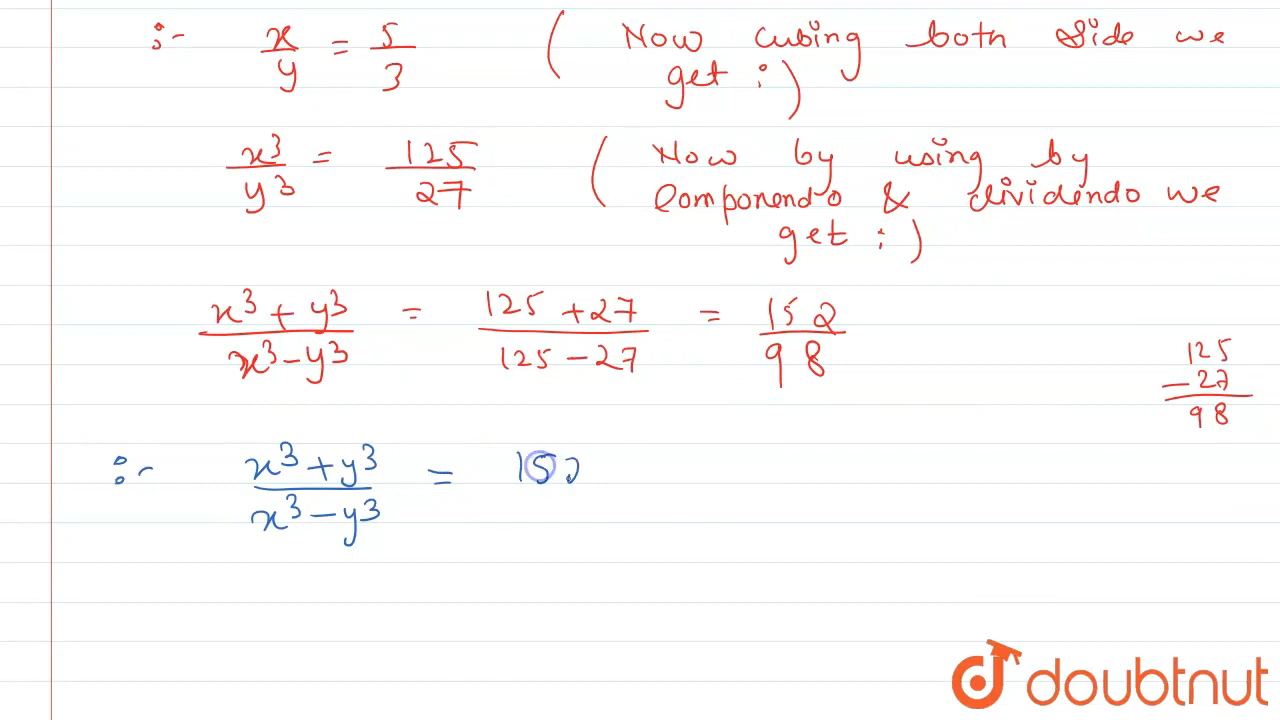 :- x/y = 5/3 ( Now cubing both side we
get :)
x³/y³ = 125/27 ( Now by using by
Componendo & dividendo we
get :)
x³+y³/x³-y³ = 125+27/125-27 = 152/98
125
-27
98
:- x³+y³/x³-y³ = 15
doubtnut